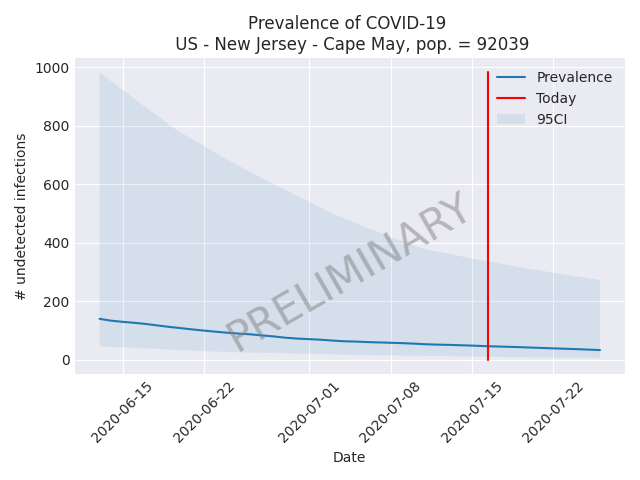 Prevalence of COVID-19
US - New Jersey - Cape May, pop. = 92039
1000
800
600
400
200
0
# undetected infections
Prevalence
Today
95CI
PRELIMINARY
2020-06-15
2020-06-22
2020-07-01
2020-07-08
2020-07-15
2020-07-22
Date